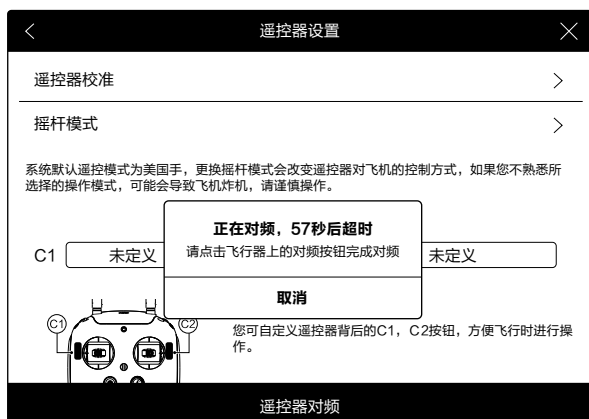 遥控器设置
遥控器校准
摇杆模式
系统默认遥控模式为美国手，更换摇杆模式会改变遥控器对飞机的控制方式，如果您不熟悉所
选择的操作模式，可能会导致飞机炸机，请谨慎操作。
正在对频，57秒后超时
请点击飞行器上的对频按钮完成对频
C1 未定义 未定义
取消
C1 C2
您可自定义遥控器背后的C1，C2按钮，方便飞行时进行操
作。
遥控器对频